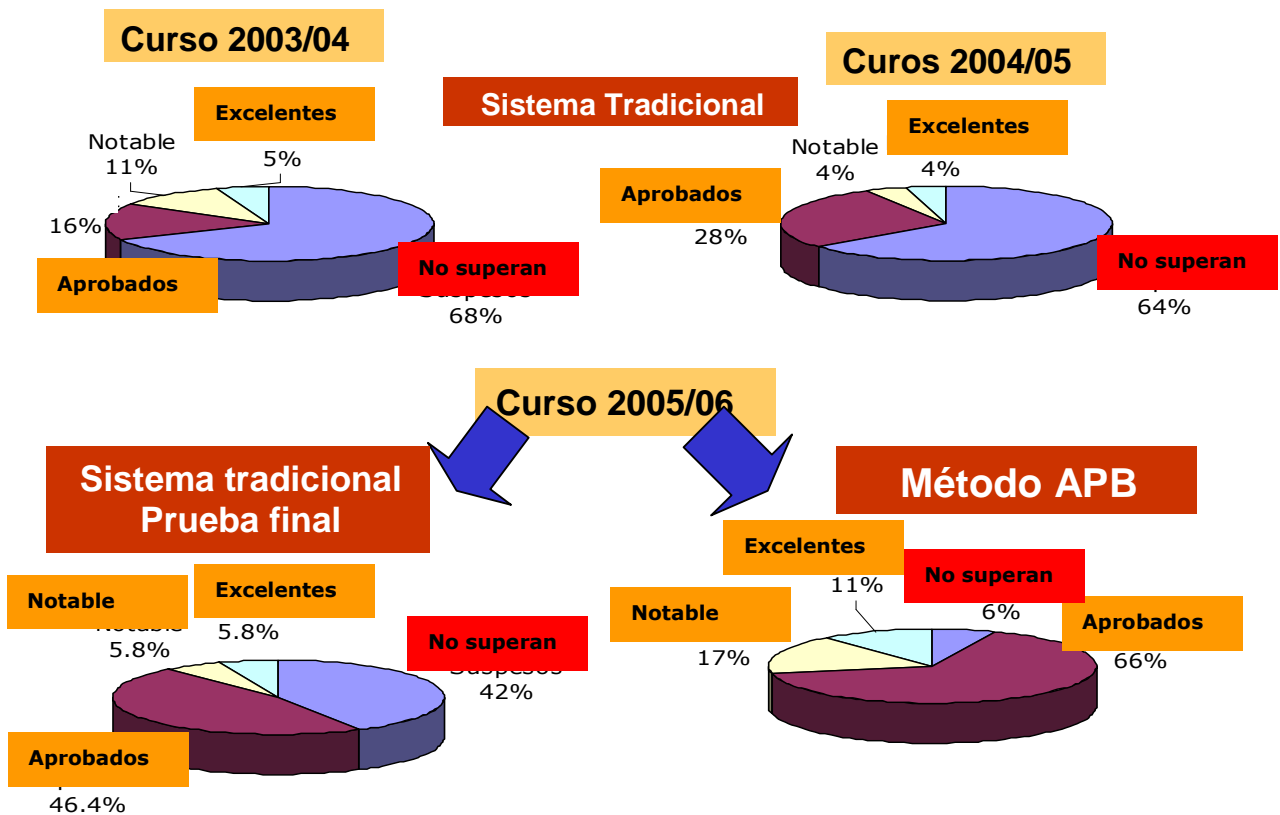 Curso 2003/04
Curos 2004/05
Sistema Tradicional
Excelentes
5%
Notable
11%
16%
Aprobados
No superan
68%
Excelentes
4%
Notable
4%
Aprobados
28%
No superan
64%
Curso 2005/06
Sistema tradicional
Prueba final
Método APB
Notable
5.8%
Excelentes
5.8%
No superan
Suspesos
42%
Aprobados
46.4%
Excelentes
11%
No superan
6%
Notable
17%
Aprobados
66%